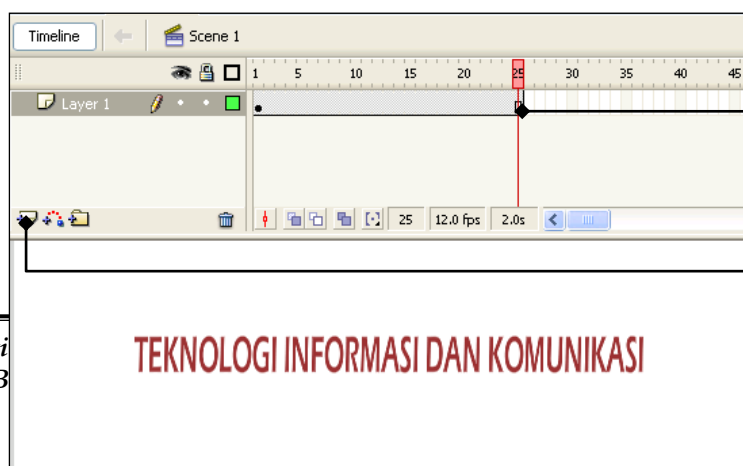 Timeline Scene 1
1 5 10 15 20 25 30 35 40 45
Layer 1
25 12.0 fps 2.0s
i
TEKNOLOGI INFORMASI DAN KOMUNIKASI